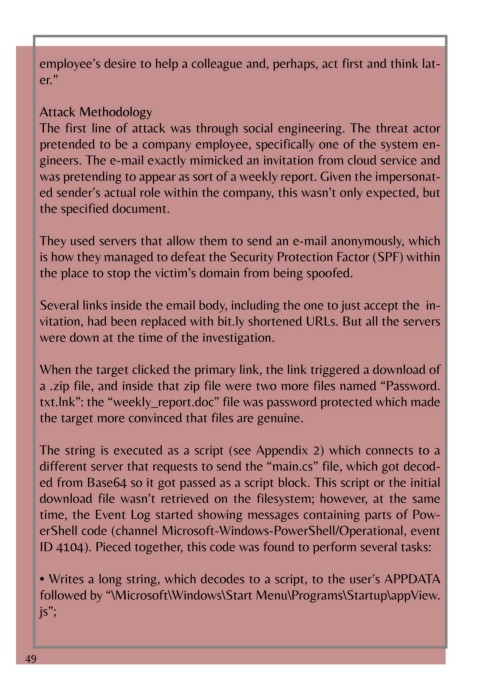 employee's desire to help a colleague and, perhaps, act first and think lat-
er."
Attack Methodology
The first line of attack was through social engineering. The threat actor
pretended to be a company employee, specifically one of the system en-
gineers. The e-mail exactly mimicked an invitation from cloud service and
was pretending to appear as sort of a weekly report. Given the impersonat-
ed sender's actual role within the company, this wasn't only expected, but
the specified document.
They used servers that allow them to send an e-mail anonymously, which
is how they managed to defeat the Security Protection Factor (SPF) within
the place to stop the victim's domain from being spoofed.
Several links inside the email body, including the one to just accept the in-
vitation, had been replaced with bit.ly shortened URLs. But all the servers
were down at the time of the investigation.
When the target clicked the primary link, the link triggered a download of
a .zip file, and inside that zip file were two more files named "Password.
txt.lnk": the "weekly_report.doc" file was password protected which made
the target more convinced that files are genuine.
The string is executed as a script (see Appendix 2) which connects to a
different server that requests to send the "main.cs" file, which got decod-
ed from Base64 so it got passed as a script block. This script or the initial
download file wasn't retrieved on the filesystem; however, at the same
time, the Event Log started showing messages containing parts of Pow-
erShell code (channel Microsoft-Windows-PowerShell/Operational, event
ID 4104). Pieced together, this code was found to perform several tasks:
• Writes a long string, which decodes to a script, to the user's APPDATA
followed by "\Microsoft\Windows\Start Menu\Programs\Startup\appView.
js";
49